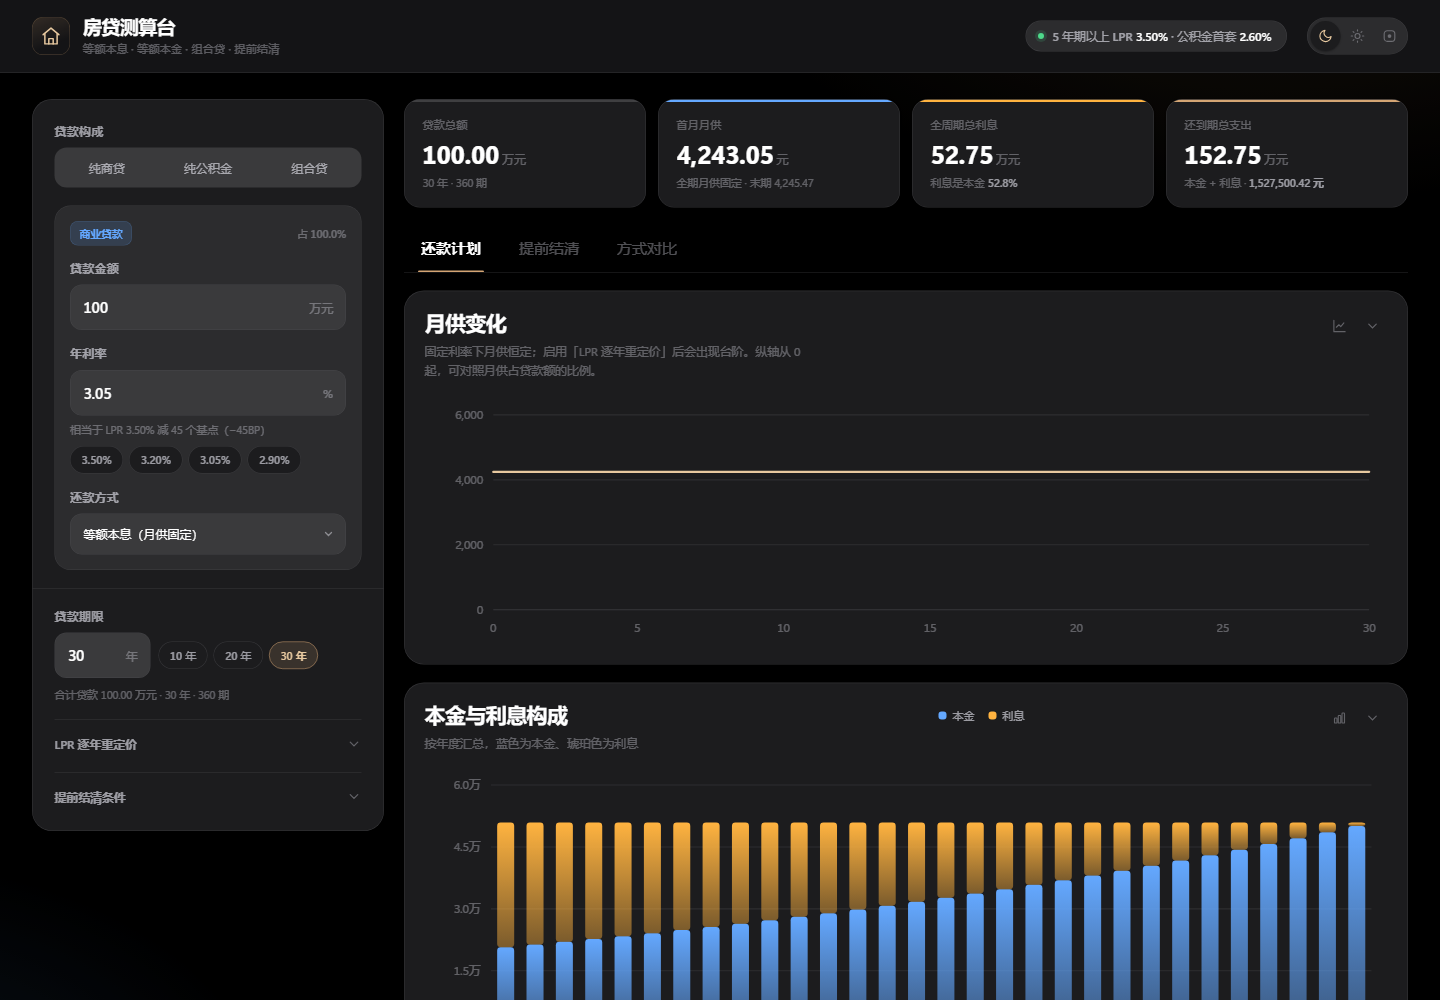 房贷测算台
等额本息 · 等额本金 · 组合贷 · 提前结清
5 年期以上 LPR 3.50% · 公积金首套 2.60%
贷款构成
纯商贷
纯公积金
组合贷
商业贷款
占 100.0%
贷款金额
100
万元
年利率
3.05
%
相当于 LPR 3.50% 减 45 个基点（−45BP）
3.50%
3.20%
3.05%
2.90%
还款方式
等额本息（月供固定）
贷款期限
30
年
10 年
20 年
30 年
合计贷款 100.00 万元 · 30 年 · 360 期
LPR 逐年重定价
提前结清条件
贷款总额
100.00 万元
30 年 · 360 期
首月月供
4,243.05 元
全期月供固定 · 末期 4,245.47
全周期总利息
52.75 万元
利息是本金 52.8%
还到期总支出
152.75 万元
本金 + 利息 · 1,527,500.42 元
还款计划
提前结清
方式对比
月供变化
固定利率下月供恒定；启用「LPR 逐年重定价」后会出现台阶。纵轴从 0
起，可对照月供占贷款额的比例。
6,000
4,000
2,000
0
0
5
10
15
20
25
30
本金与利息构成
按年度汇总，蓝色为本金、琥珀色为利息
本金
利息
6.0万
4.5万
3.0万
1.5万